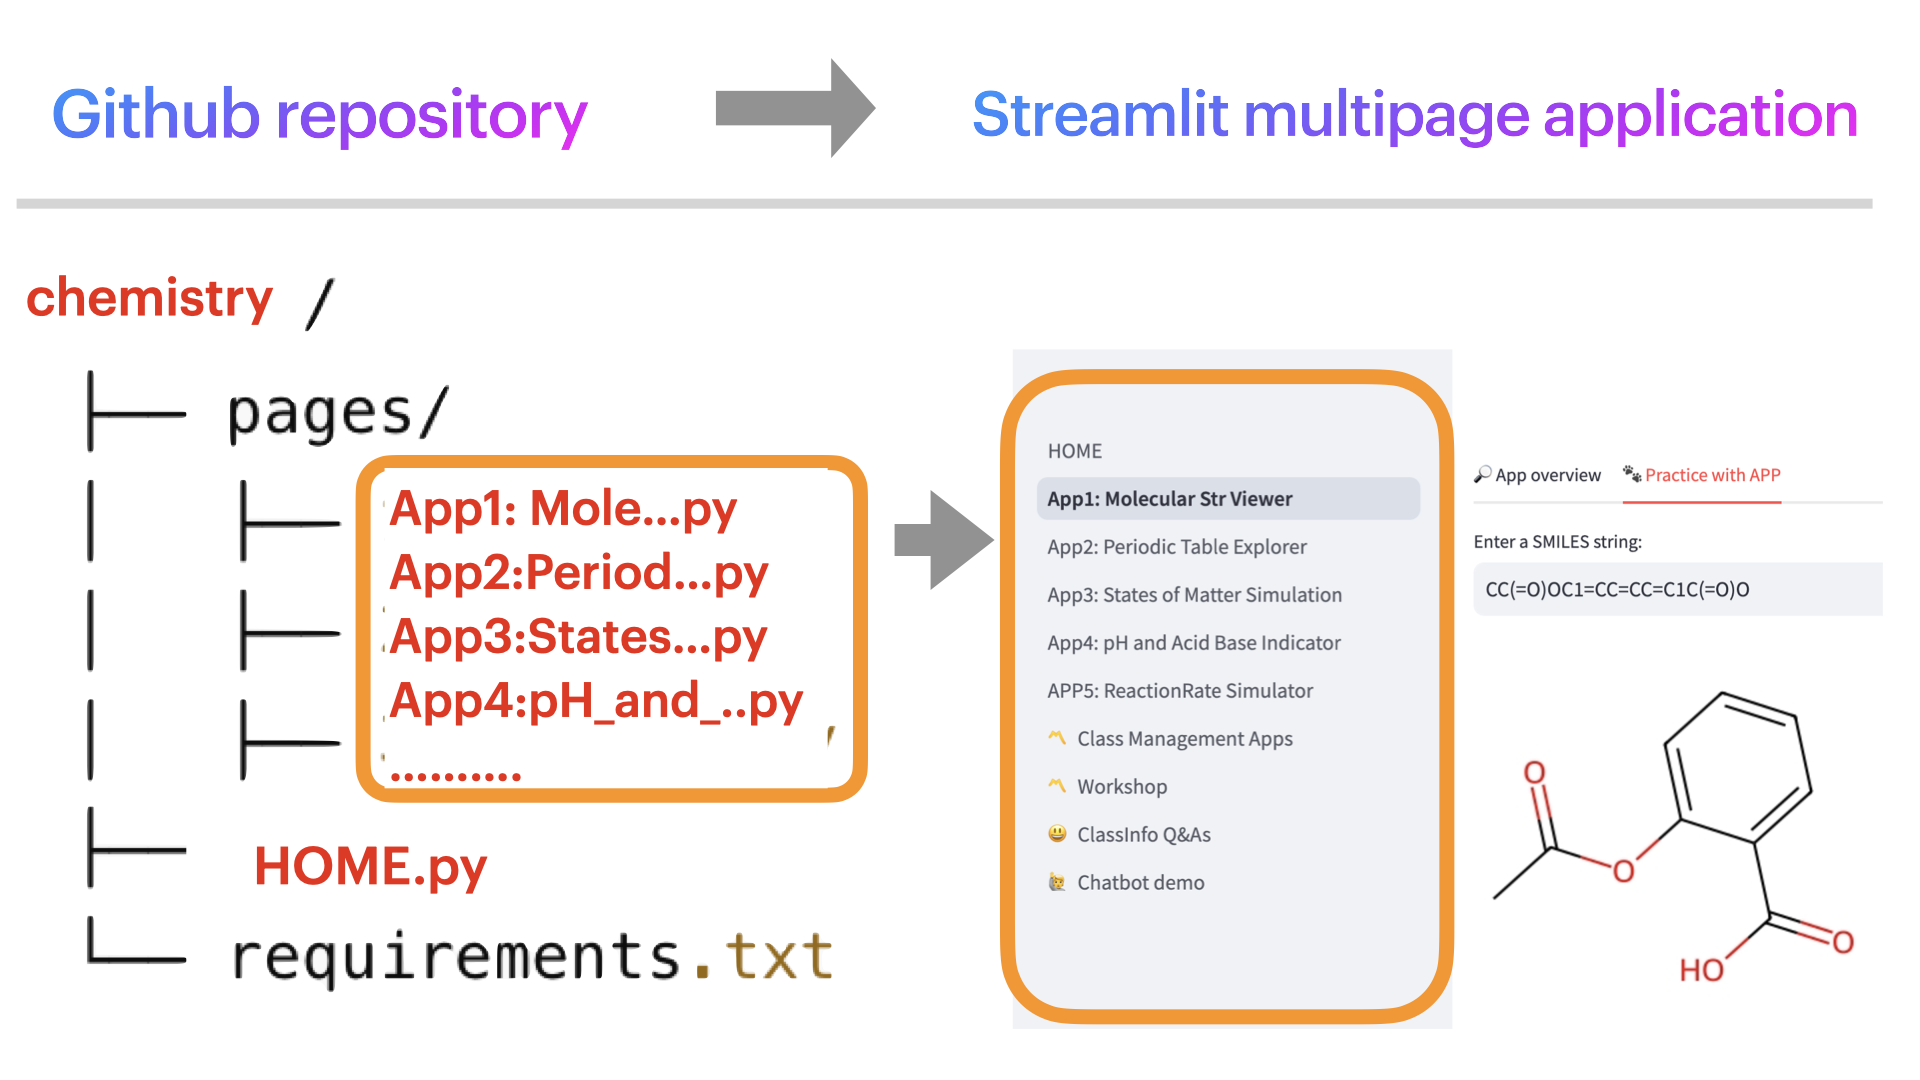 Github repository
Streamlit multipage application
chemistry /
pages/
App1: Mole...py
App2:Period...py
App3:States...py
App4:pH_and_..py
..........
HOME.py
requirements.txt
HOME
App1: Molecular Str Viewer
App2: Periodic Table Explorer
App3: States of Matter Simulation
App4: pH and Acid Base Indicator
APP5: ReactionRate Simulator
Class Management Apps
Workshop
ClassInfo Q&As
Chatbot demo
App overview
Practice with APP
Enter a SMILES string:
CC(=O)OC1=CC=CC=C1C(=O)O
O
O
O
HO